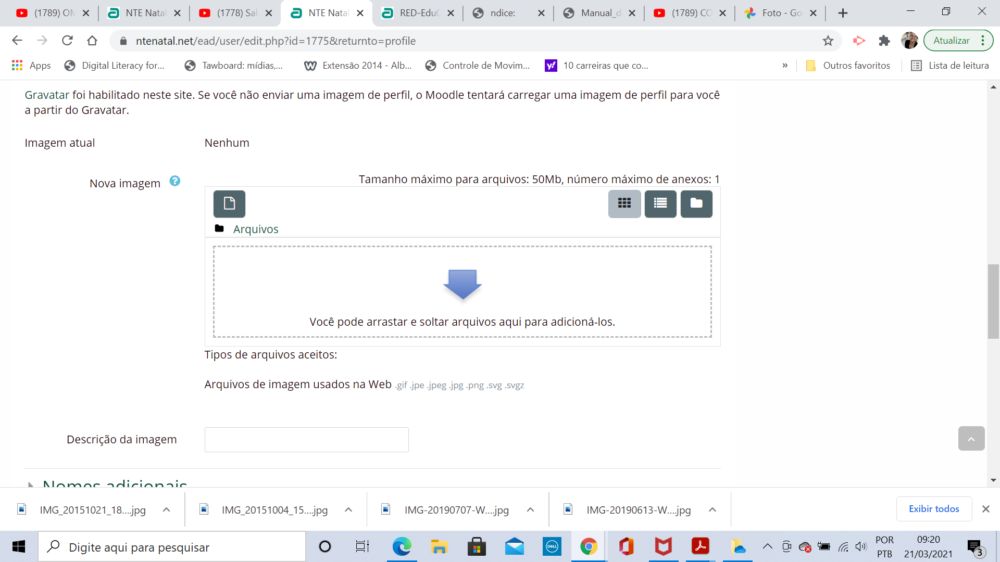 (1789) OM
NTE Natal
(1778) Sal
NTE Natal
RED-EduC
ndice:
Manual_d
(1789) CO
Foto - Go
ntenatal.net/ead/user/edit.php?id=1775&returnto=profile
Atualizar
Apps
Digital Literacy for...
Tawboard: mídias,...
Extensão 2014 - Alb...
Controle de Movim...
10 carreiras que co...
»
Outros favoritos
Lista de leitura
Gravatar foi habilitado neste site. Se você não enviar uma imagem de perfil, o Moodle tentará carregar uma imagem de perfil para você
a partir do Gravatar.
Imagem atual
Nenhum
Nova imagem
Tamanho máximo para arquivos: 50Mb, número máximo de anexos: 1
Arquivos
Você pode arrastar e soltar arquivos aqui para adicioná-los.
Tipos de arquivos aceitos:
Arquivos de imagem usados na Web .gif .jpe .jpeg .jpg .png .svg .svgz
Descrição da imagem
Nomes adicionais
IMG_20151021_18....jpg
IMG_20151004_15....jpg
IMG-20190707-W....jpg
IMG-20190613-W....jpg
Exibir todos
Digite aqui para pesquisar
DELL
POR
PTB
09:20
21/03/2021
3